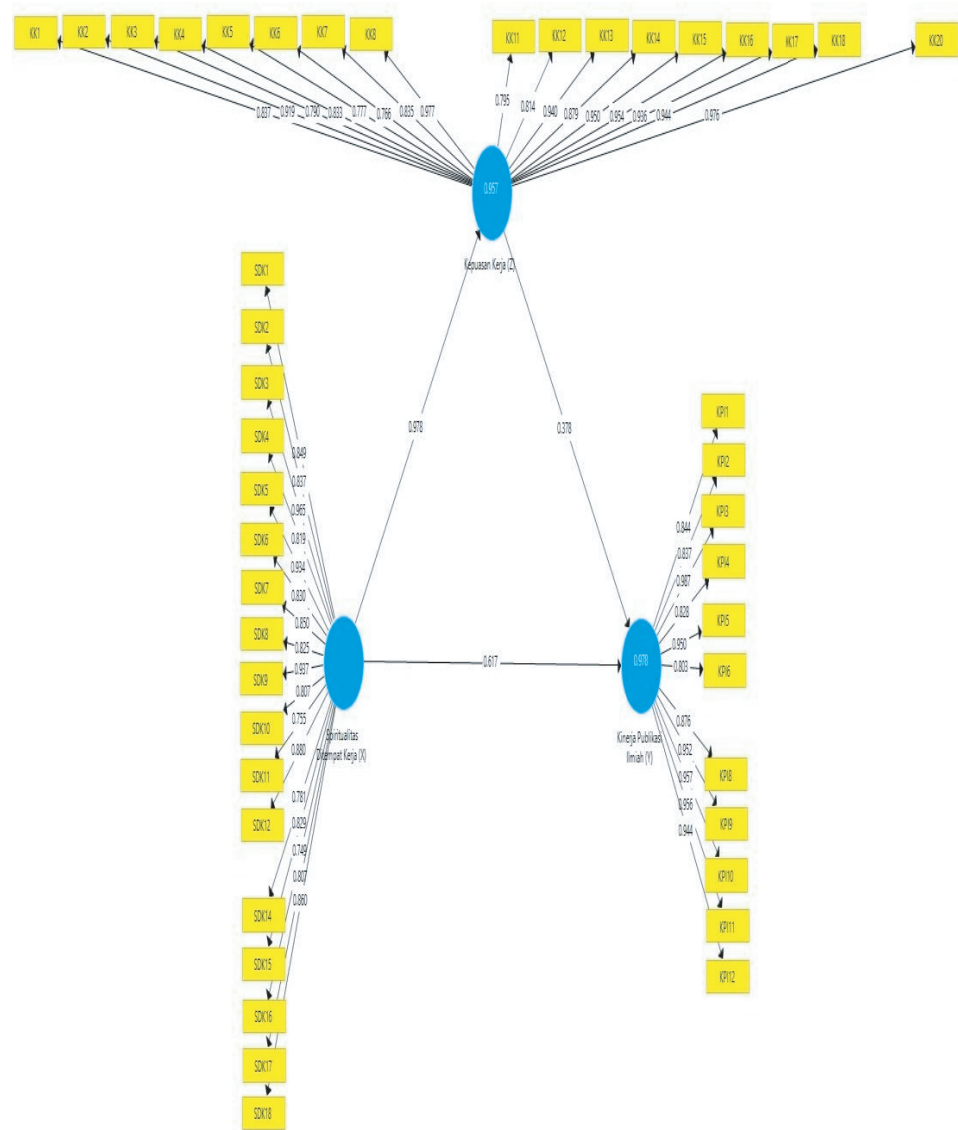 KK1 KK2 KK3 KK4 KK5 KK6 KK7 KK8 KK11 KK12 KK13 KK14 KK15 KK16 KK17 KK18 KK20
0.837 0.919 0.790 0.833 0.777 0.766 0.835 0.977 0.795 0.814 0.940 0.879 0.950 0.954 0.936 0.944 0.976
0.957
Kepuasan Kerja (Z)
SDK1
SDK2
SDK3
SDK4
SDK5
SDK6
SDK7
SDK8
SDK9
SDK10
SDK11
SDK12
SDK14
SDK15
SDK16
SDK17
SDK18
0.849
0.837
0.965
0.819
0.934
0.830
0.850
0.825
0.937
0.807
0.755
0.880
0.781
0.829
0.749
0.807
0.860
Spiritualitas
Ditempat Kerja (X)
0.978
0.378
0.617
0.978
Kinerja Publikasi
Ilmiah (Y)
0.844
0.837
0.987
0.828
0.950
0.803
0.876
0.952
0.957
0.956
0.944
KPI1
KPI2
KPI3
KPI4
KPI5
KPI6
KPI8
KPI9
KPI10
KPI11
KPI12